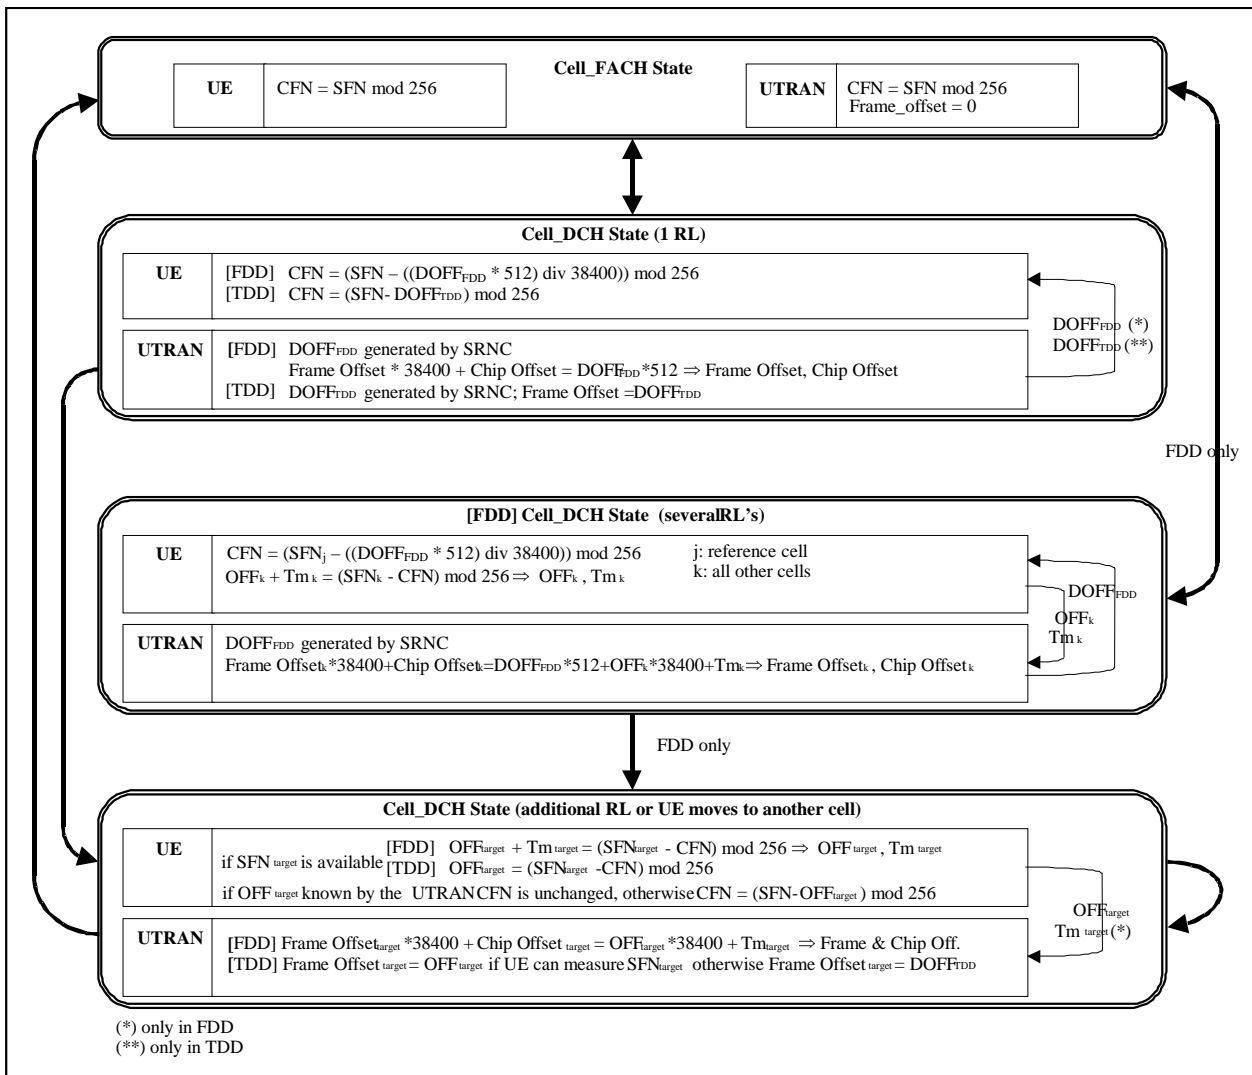 Cell_FACH State
UE CFN = SFN mod 256
UTRAN CFN = SFN mod 256
Frame_offset = 0
Cell_DCH State (1 RL)
UE [FDD] CFN = (SFN – ((DOFFFDD * 512) div 38400)) mod 256
[TDD] CFN = (SFN- DOFFTDD) mod 256
DOFFFDD (*)
DOFFTDD (**)
UTRAN [FDD] DOFFFDD generated by SRNC
Frame Offset * 38400 + Chip Offset = DOFFFDD*512 ⇒ Frame Offset, Chip Offset
[TDD] DOFFTDD generated by SRNC; Frame Offset =DOFFTDD
FDD only
[FDD] Cell_DCH State (severalRL's)
UE CFN = (SFNj – ((DOFFFDD * 512) div 38400)) mod 256 j: reference cell
OFFk + Tm k = (SFNk - CFN) mod 256 ⇒ OFFk , Tm k k: all other cells
DOFFFDD
OFFk
Tm k
UTRAN DOFFFDD generated by SRNC
Frame Offsetk*38400+Chip Offsetk=DOFFFDD*512+OFFk*38400+Tmk⇒ Frame Offsetk, Chip Offset k
FDD only
Cell_DCH State (additional RL or UE moves to another cell)
UE if SFN target is available [FDD] OFFtarget + Tm target = (SFNtarget - CFN) mod 256 ⇒ OFF target , Tm target
[TDD] OFFtarget = (SFNtarget -CFN) mod 256
if OFF target known by the UTRAN CFN is unchanged, otherwise CFN = (SFN-OFFtarget ) mod 256
OFFtarget
Tm target (*)
UTRAN [FDD] Frame Offsettarget *38400 + Chip Offset target = OFFtarget *38400 + Tmtarget ⇒ Frame & Chip Off.
[TDD] Frame Offset target = OFF target if UE can measure SFNtarget otherwise Frame Offset target = DOFFTDD
(*) only in FDD
(**) only in TDD